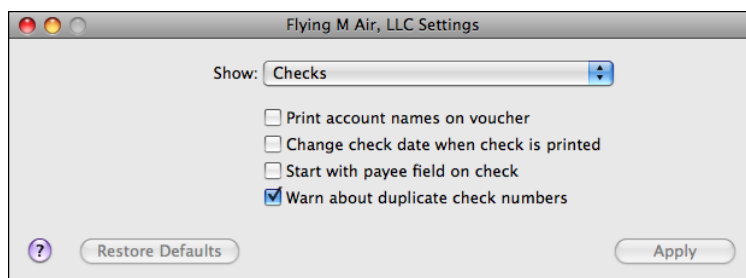 Flying M Air, LLC Settings
Show: Checks
Print account names on voucher
Change check date when check is printed
Start with payee field on check
Warn about duplicate check numbers
? Restore Defaults Apply